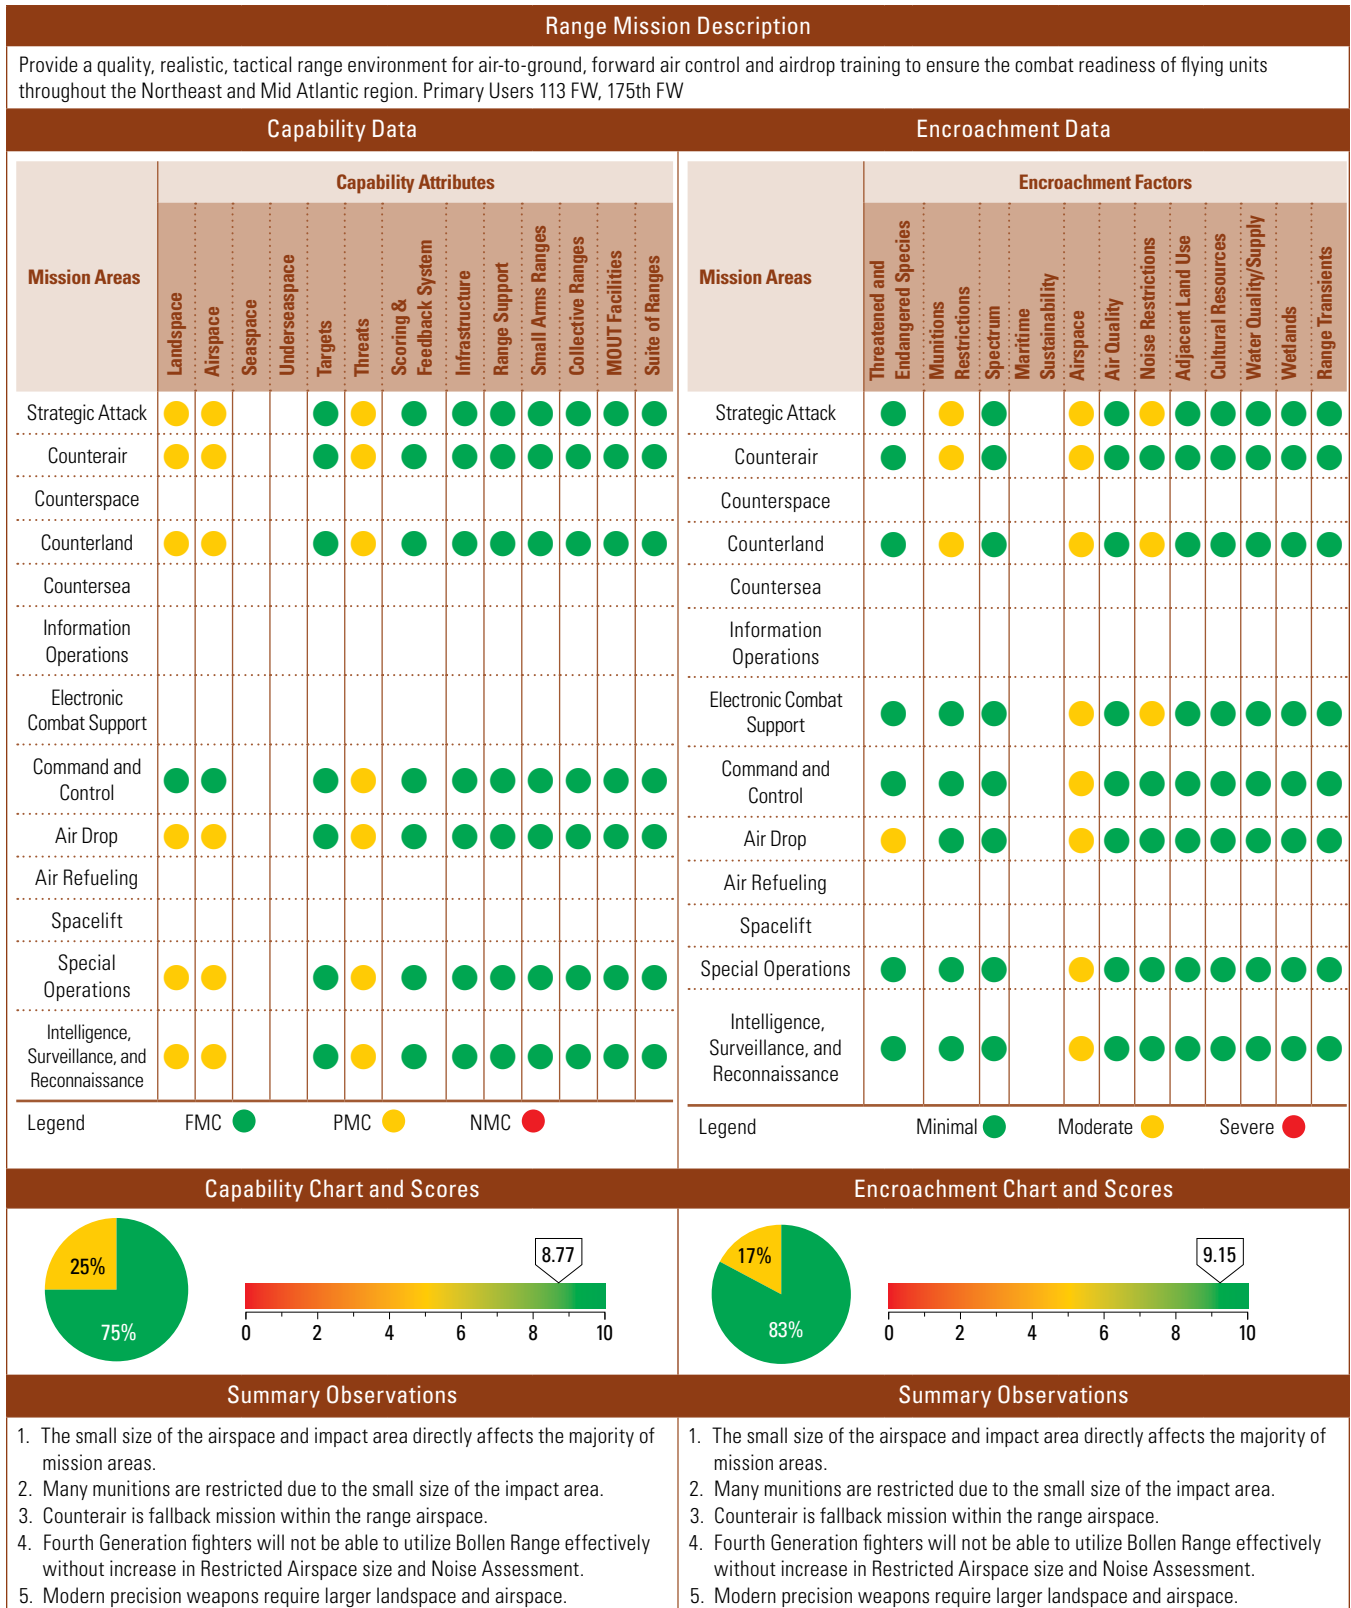 Range Mission Description
Provide a quality, realistic, tactical range environment for air-to-ground, forward air control and airdrop training to ensure the combat readiness of flying units
throughout the Northeast and Mid Atlantic region. Primary Users 113 FW, 175th FW
Capability Data
Mission Areas
Capability Attributes
Landspace
Airspace
Seaspace
Underseaspace
Targets
Threats
Scoring &
Feedback System
Infrastructure
Range Support
Small Arms Ranges
Collective Ranges
MOUT Facilities
Suite of Ranges
Strategic Attack
Counterair
Counterspace
Counterland
Countersea
Information
Operations
Electronic
Combat Support
Command and
Control
Air Drop
Air Refueling
Spacelift
Special
Operations
Intelligence,
Surveillance, and
Reconnaissance
Legend FMC PMC NMC
Encroachment Data
Mission Areas
Encroachment Factors
Threatened and
Endangered Species
Munitions
Restrictions
Spectrum
Maritime
Sustainability
Airspace
Air Quality
Noise Restrictions
Adjacent Land Use
Cultural Resources
Water Quality/Supply
Wetlands
Range Transients
Strategic Attack
Counterair
Counterspace
Counterland
Countersea
Information
Operations
Electronic Combat
Support
Command and
Control
Air Drop
Air Refueling
Spacelift
Special Operations
Intelligence,
Surveillance, and
Reconnaissance
Legend Minimal Moderate Severe
Capability Chart and Scores
25%
75%
8.77
0 2 4 6 8 10
Encroachment Chart and Scores
17%
83%
9.15
0 2 4 6 8 10
Summary Observations
1. The small size of the airspace and impact area directly affects the majority of
mission areas.
2. Many munitions are restricted due to the small size of the impact area.
3. Counterair is fallback mission within the range airspace.
4. Fourth Generation fighters will not be able to utilize Bollen Range effectively
without increase in Restricted Airspace size and Noise Assessment.
5. Modern precision weapons require larger landspace and airspace.
Summary Observations
1. The small size of the airspace and impact area directly affects the majority of
mission areas.
2. Many munitions are restricted due to the small size of the impact area.
3. Counterair is fallback mission within the range airspace.
4. Fourth Generation fighters will not be able to utilize Bollen Range effectively
without increase in Restricted Airspace size and Noise Assessment.
5. Modern precision weapons require larger landspace and airspace.